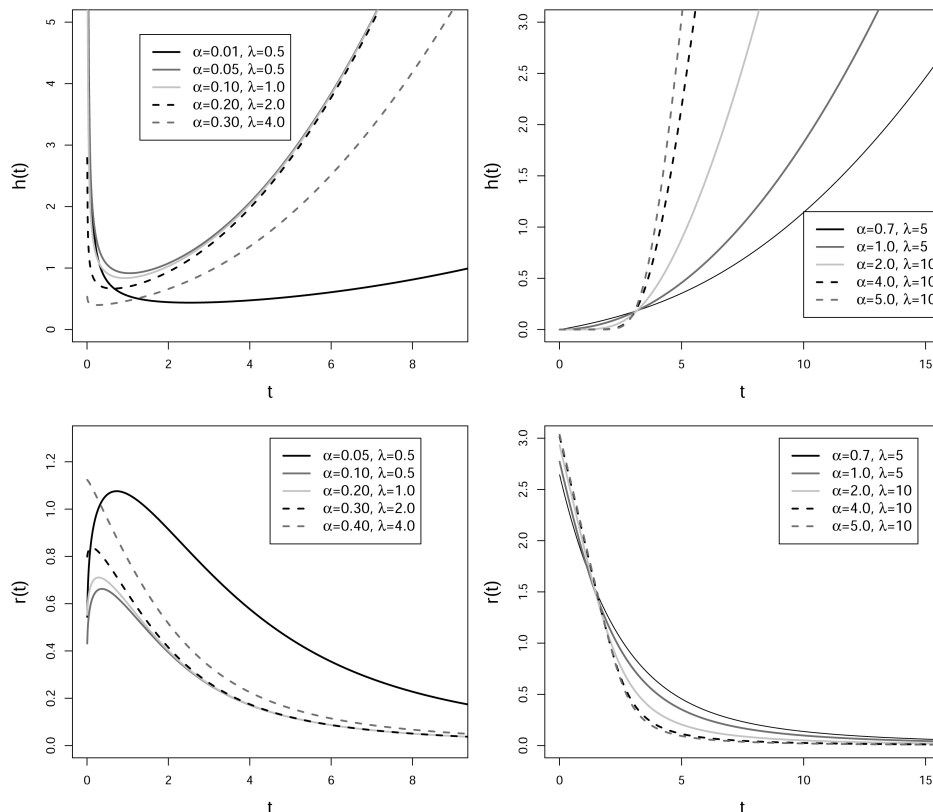 h(t)
5
4
3
2
1
0
α=0.01, λ=0.5
α=0.05, λ=0.5
α=0.10, λ=1.0
α=0.20, λ=2.0
α=0.30, λ=4.0
0 2 4 6 8
t
h(t)
3.0
2.5
2.0
1.5
1.0
0.5
0.0
α=0.7, λ=5
α=1.0, λ=5
α=2.0, λ=10
α=4.0, λ=10
α=5.0, λ=10
0 5 10 15
t
r(t)
1.2
1.0
0.8
0.6
0.4
0.2
0.0
α=0.05, λ=0.5
α=0.10, λ=0.5
α=0.20, λ=1.0
α=0.30, λ=2.0
α=0.40, λ=4.0
0 2 4 6 8
t
r(t)
3.0
2.5
2.0
1.5
1.0
0.5
0.0
α=0.7, λ=5
α=1.0, λ=5
α=2.0, λ=10
α=4.0, λ=10
α=5.0, λ=10
0 5 10 15
t